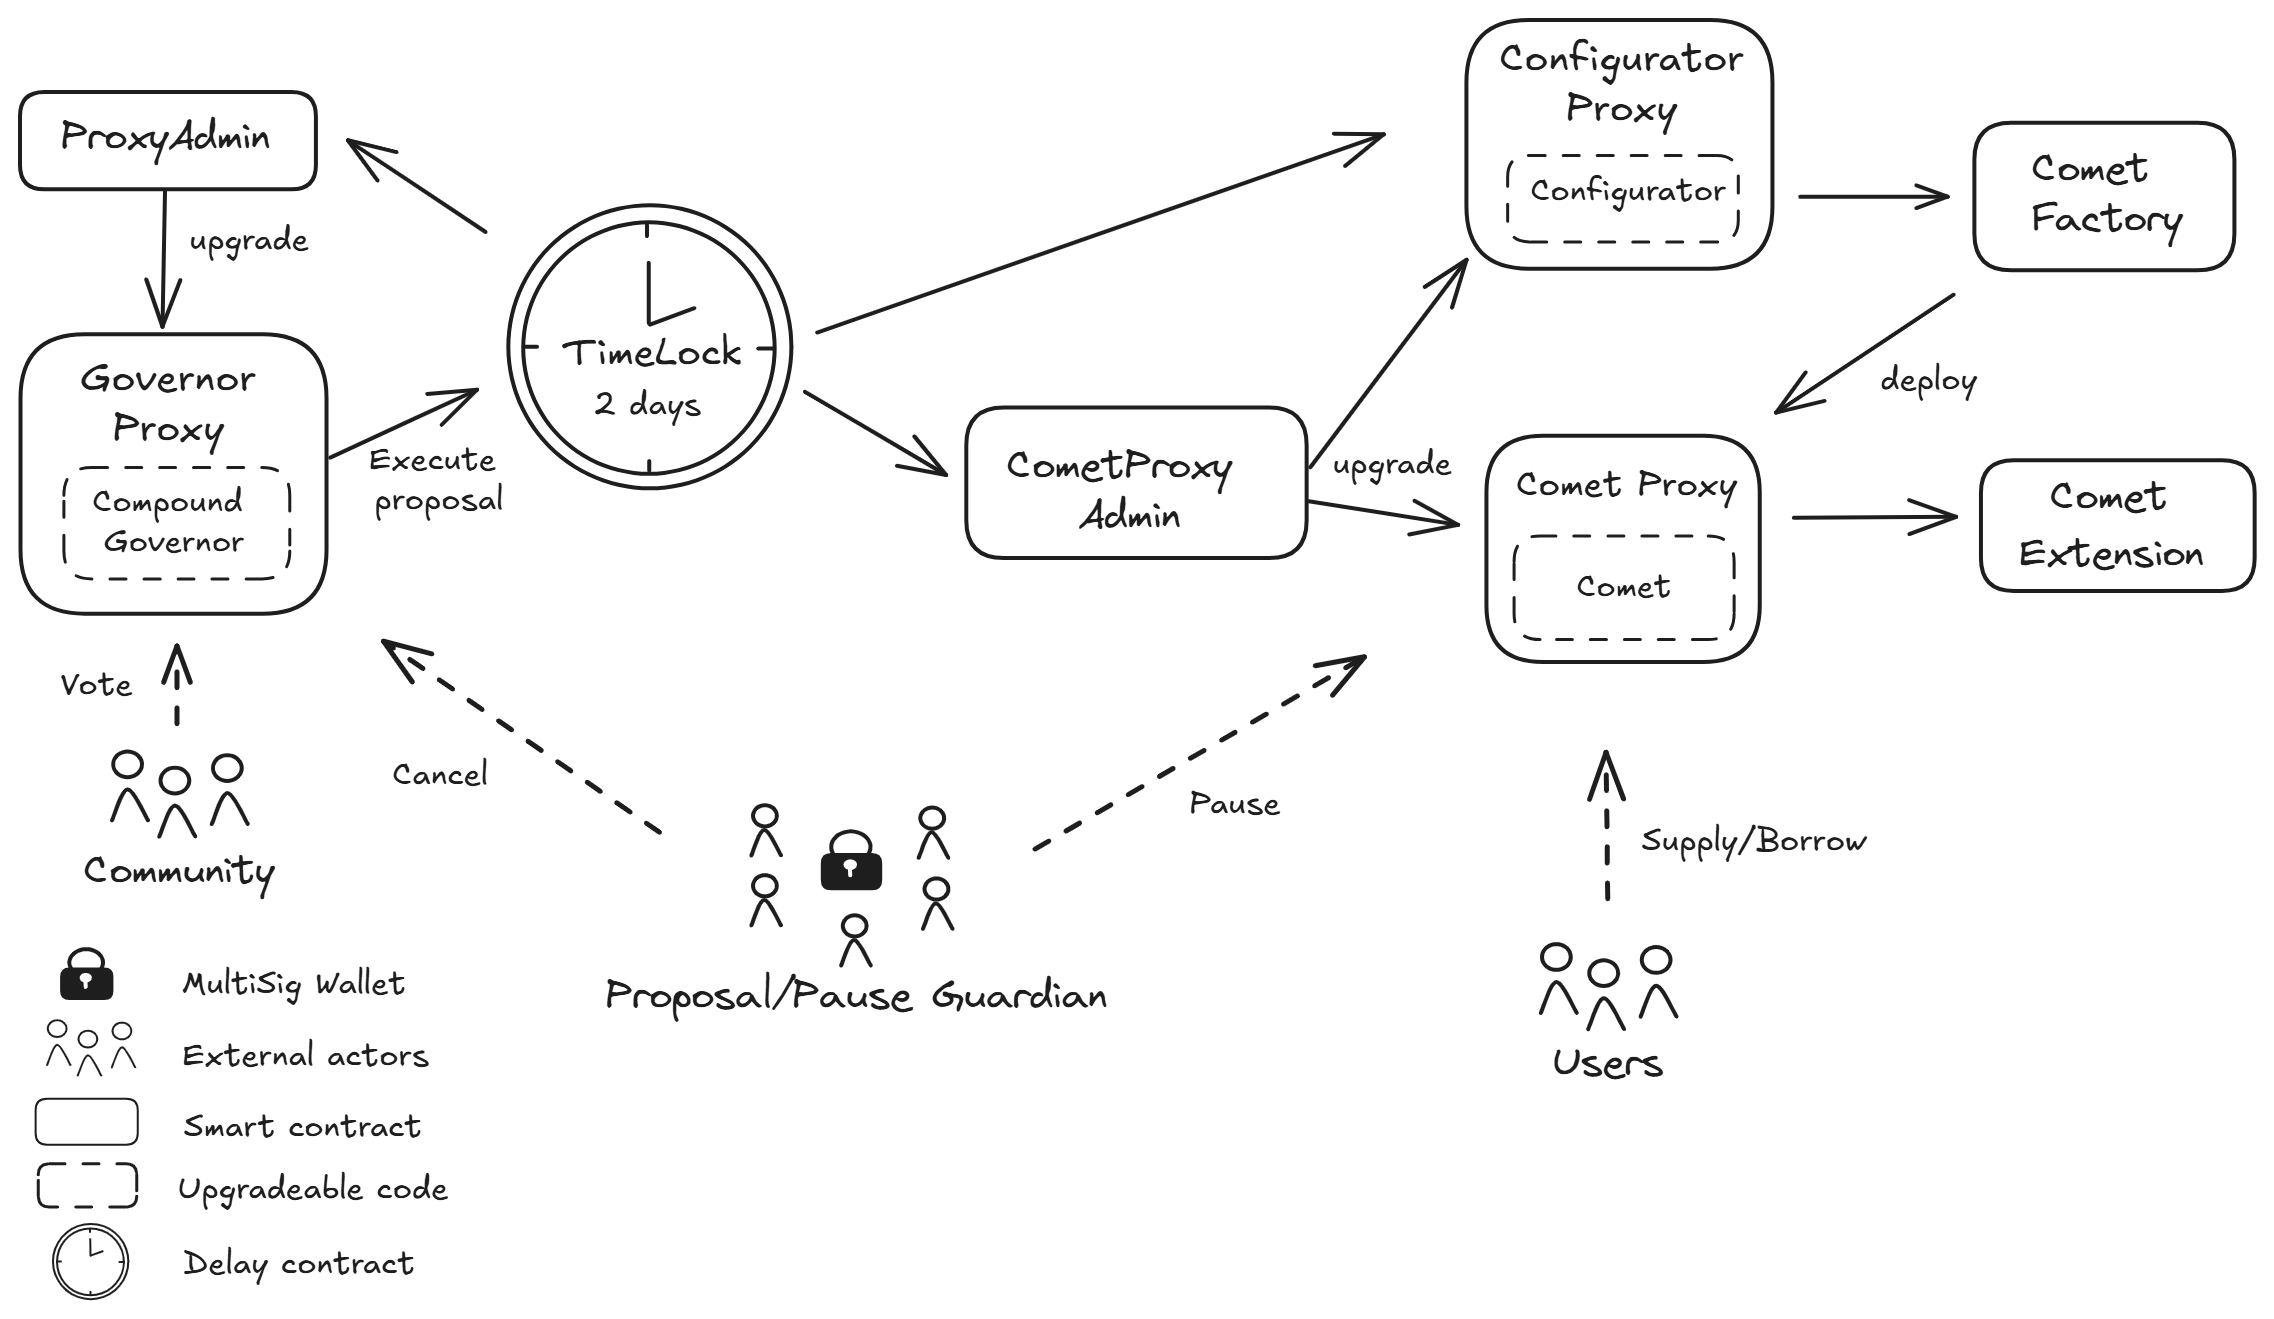 ProxyAdmin
upgrade
Governor
Proxy
Compound
Governor
Execute
proposal
TimeLock
2 days
Configurator
Proxy
Configurator
Comet
Factory
deploy
CometProxy
Admin
upgrade
Comet Proxy
Comet
Comet
Extension
Vote
Community
Cancel
Pause
Proposal/Pause Guardian
Supply/Borrow
Users
MultiSig Wallet
External actors
Smart contract
Upgradeable code
Delay contract